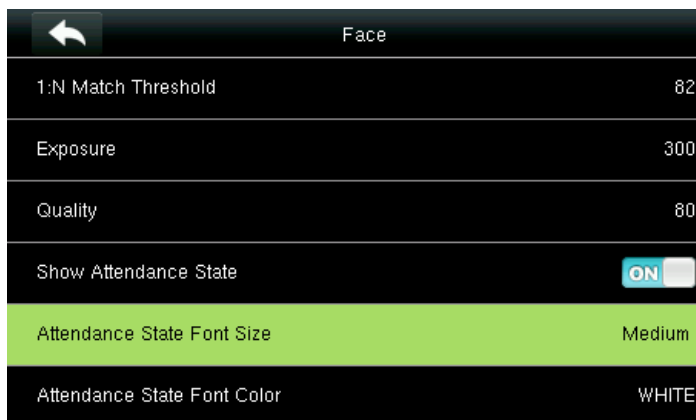 Face
1:N Match Threshold 82
Exposure 300
Quality 80
Show Attendance State ON
Attendance State Font Size Medium
Attendance State Font Color WHITE